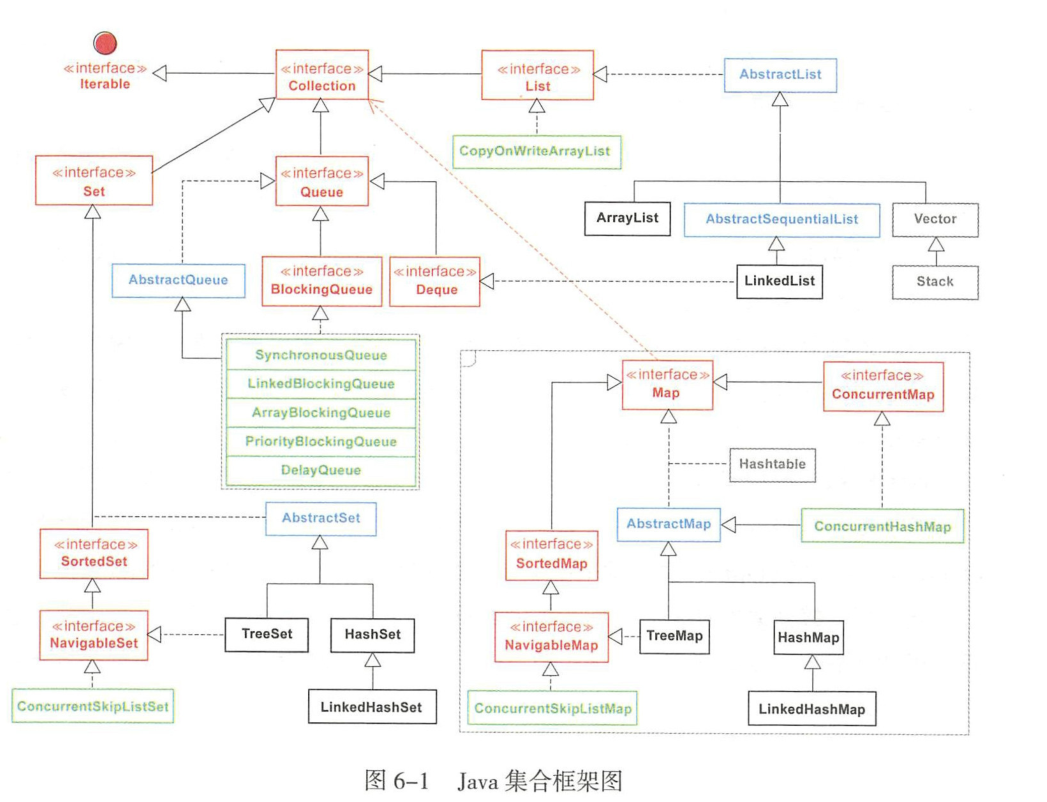 ≪interface≫
Iterable
≪interface≫
Collection
≪interface≫
List
AbstractList
CopyOnWriteArrayList
≪interface≫
Set
≪interface≫
Queue
ArrayList
AbstractSequentialList
Vector
AbstractQueue
≪interface≫
BlockingQueue
≪interface≫
Deque
LinkedList
Stack
SynchronousQueue
LinkedBlockingQueue
ArrayBlockingQueue
PriorityBlockingQueue
DelayQueue
≪interface≫
Map
≪interface≫
ConcurrentMap
Hashtable
AbstractSet
AbstractMap
ConcurrentHashMap
≪interface≫
SortedSet
≪interface≫
SortedMap
≪interface≫
NavigableSet
TreeSet
HashSet
≪interface≫
NavigableMap
TreeMap
HashMap
ConcurrentSkipListSet
LinkedHashSet
ConcurrentSkipListMap
LinkedHashMap
图 6-1 Java 集合框架图